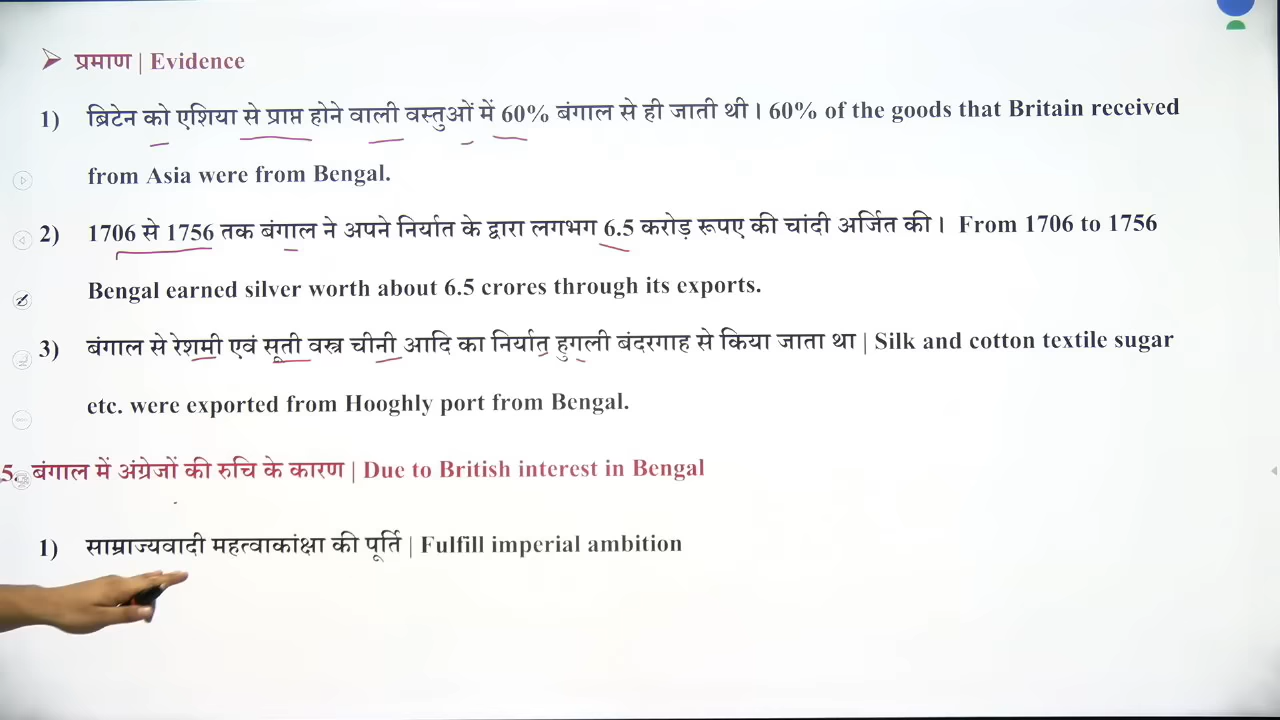 प्रमाण | Evidence
1) ब्रिटेन को एशिया से प्राप्त होने वाली वस्तुओं में 60% बंगाल से ही जाती थी । 60% of the goods that Britain received
from Asia were from Bengal.
2) 1706 से 1756 तक बंगाल ने अपने निर्यात के द्वारा लगभग 6.5 करोड़ रूपए की चांदी अर्जित की । From 1706 to 1756
Bengal earned silver worth about 6.5 crores through its exports.
3) बंगाल से रेशमी एवं सूती वस्त्र चीनी आदि का निर्यात हुगली बंदरगाह से किया जाता था | Silk and cotton textile sugar
etc. were exported from Hooghly port from Bengal.
5. बंगाल में अंग्रेजों की रुचि के कारण | Due to British interest in Bengal
1) साम्राज्यवादी महत्वाकांक्षा की पूर्ति | Fulfill imperial ambition